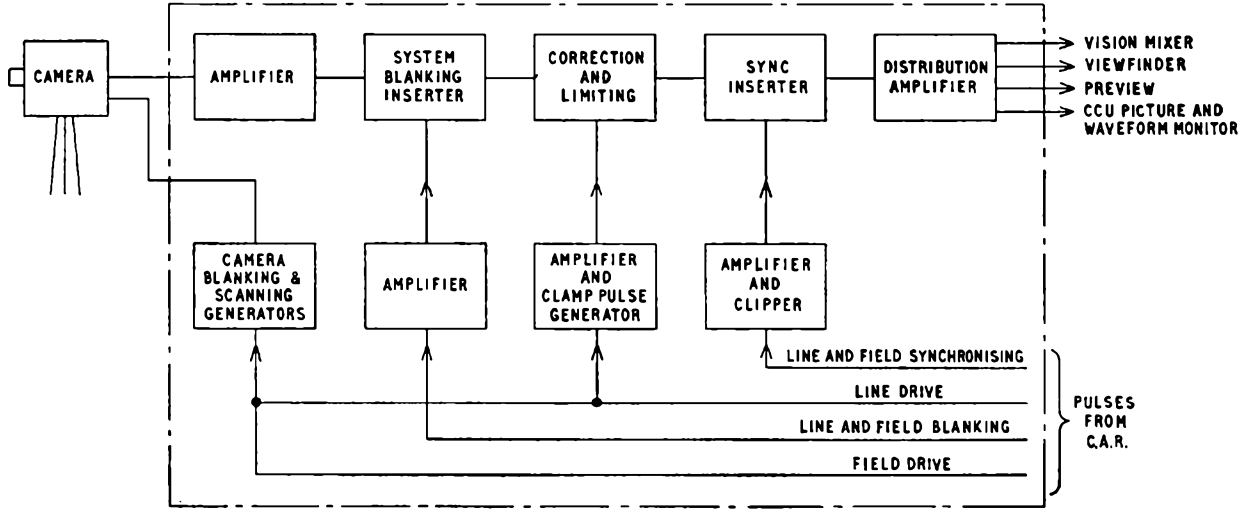 CAMERA
AMPLIFIER
SYSTEM
BLANKING
INSERTER
CORRECTION
AND
LIMITING
SYNC
INSERTER
DISTRIBUTION
AMPLIFIER
VISION MIXER
VIEWFINDER
PREVIEW
CCU PICTURE AND
WAVEFORM MONITOR
CAMERA
BLANKING &
SCANNING
GENERATORS
AMPLIFIER
AMPLIFIER
AND
CLAMP PULSE
GENERATOR
AMPLIFIER
AND
CLIPPER
LINE AND FIELD SYNCHRONISING
LINE DRIVE
LINE AND FIELD BLANKING
FIELD DRIVE
PULSES
FROM
C.A.R.